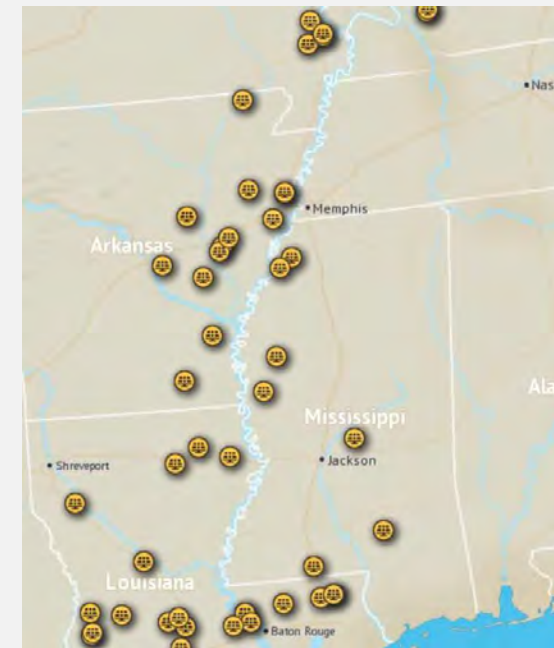 Nas
Memphis
Arkansas
Ala
Mississippi
Shreveport
Jackson
Louisiana
Baton Rouge